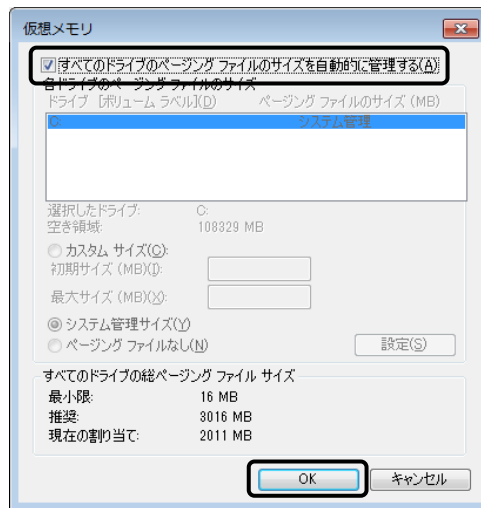 仮想メモリ
すべてのドライブのページング ファイルのサイズを自動的に管理する(A)
各ドライブのページング ファイルのサイズ
ドライブ [ボリューム ラベル](D) ページング ファイルのサイズ (MB)
C: システム管理
選択したドライブ: C:
空き領域: 108329 MB
カスタム サイズ(C):
初期サイズ (MB)(I):
最大サイズ (MB)(X):
システム管理サイズ(Y)
ページング ファイルなし(N) 設定(S)
すべてのドライブの総ページング ファイル サイズ
最小限: 16 MB
推奨: 3016 MB
現在の割り当て: 2011 MB
OK キャンセル